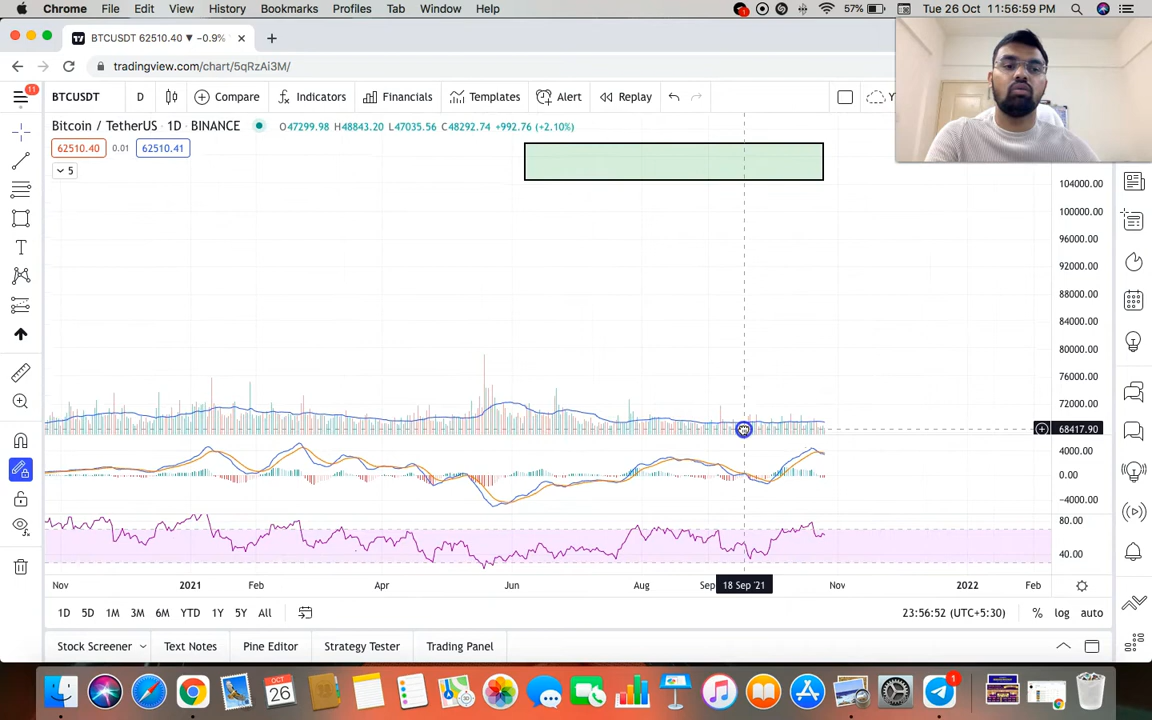 Chrome File Edit View History Bookmarks Profiles Tab Window Help 1 57% Tue 26 Oct 11:56:59 PM
BTCUSDT 62510.40 ▼ −0.9%
tradingview.com/chart/5qRzAi3M/
11 BTCUSDT D Compare Indicators Financials Templates Alert Replay Y
Bitcoin / TetherUS · 1D · BINANCE O47299.98 H48843.20 L47035.56 C48292.74 +992.76 (+2.10%)
62510.40 0.01 62510.41
5
104000.00
100000.00
96000.00
92000.00
88000.00
84000.00
80000.00
76000.00
72000.00
68417.90
4000.00
0.00
−4000.00
80.00
40.00
Nov 2021 Feb Apr Jun Aug Sep 18 Sep '21 Nov 2022 Feb
1D 5D 1M 3M 6M YTD 1Y 5Y All 23:56:52 (UTC+5:30) % log auto
Stock Screener Text Notes Pine Editor Strategy Tester Trading Panel
OCT
26
1